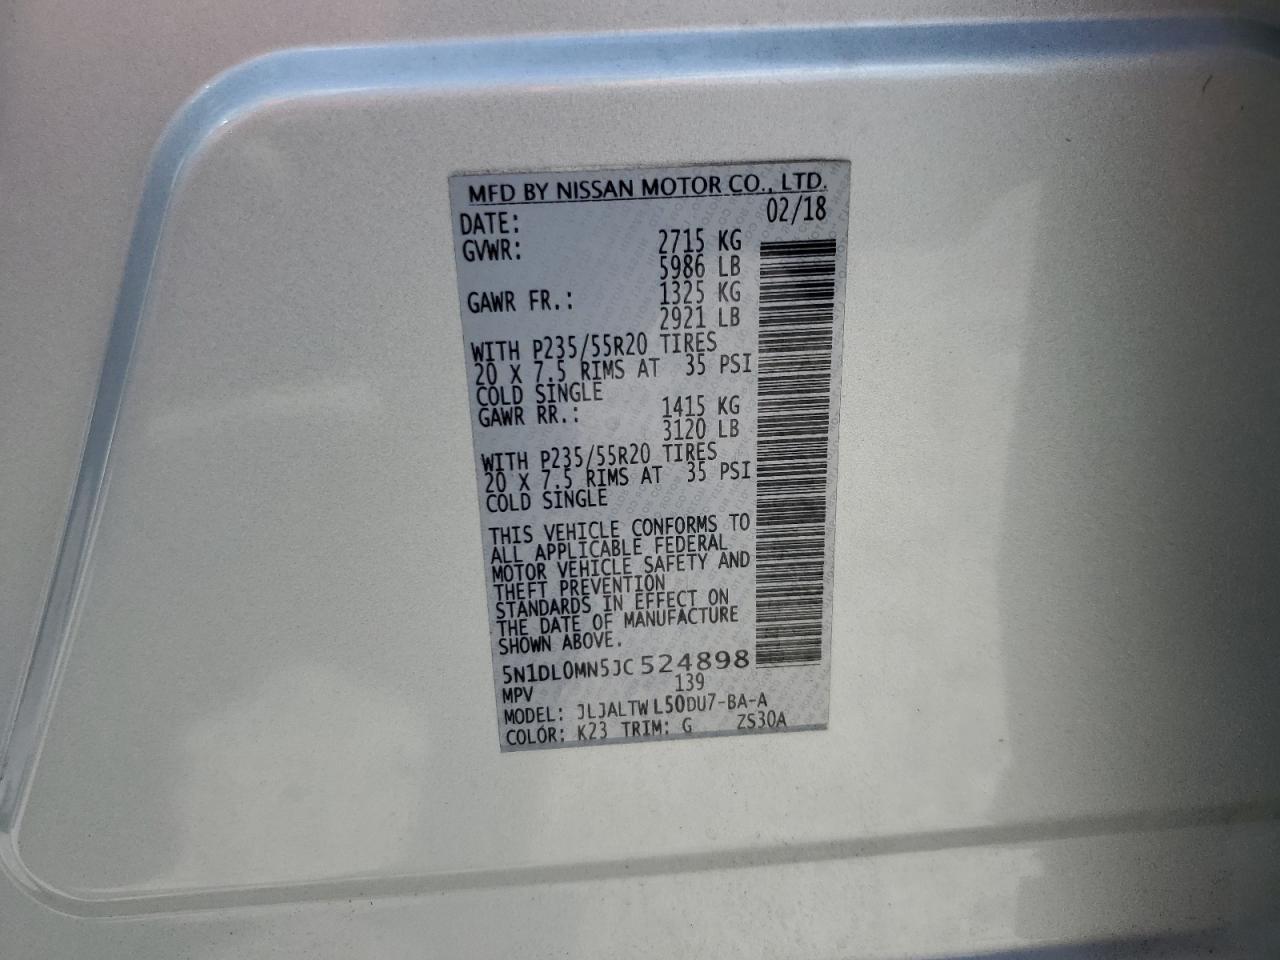 MFD BY NISSAN MOTOR CO., LTD.
DATE: 02/18
GVWR: 2715 KG
5986 LB
GAWR FR.: 1325 KG
2921 LB
WITH P235/55R20 TIRES
20 X 7.5 RIMS AT 35 PSI
COLD SINGLE
GAWR RR.: 1415 KG
3120 LB
WITH P235/55R20 TIRES
20 X 7.5 RIMS AT 35 PSI
COLD SINGLE
THIS VEHICLE CONFORMS TO
ALL APPLICABLE FEDERAL
MOTOR VEHICLE SAFETY AND
THEFT PREVENTION
STANDARDS IN EFFECT ON
THE DATE OF MANUFACTURE
SHOWN ABOVE.
5N1DL0MN5JC 524898
MPV 139
MODEL: JLJALTWL50DU7-BA-A
COLOR: K23 TRIM: G ZS30A